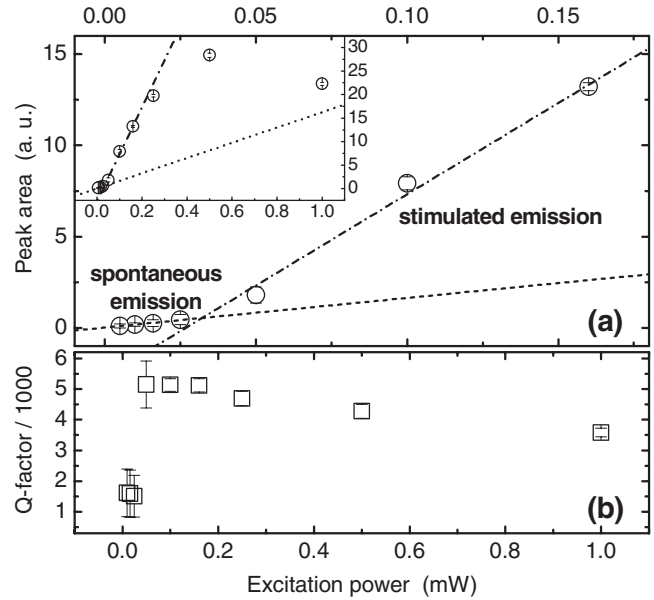 0.00 0.05 0.10 0.15
15
10
5
0
Peak area (a. u.)
30
25
20
15
10
5
0
0.0 0.2 0.4 0.6 0.8 1.0
stimulated emission
spontaneous
emission
(a)
6
5
4
3
2
1
Q-factor / 1000
(b)
0.0 0.2 0.4 0.6 0.8 1.0
Excitation power (mW)